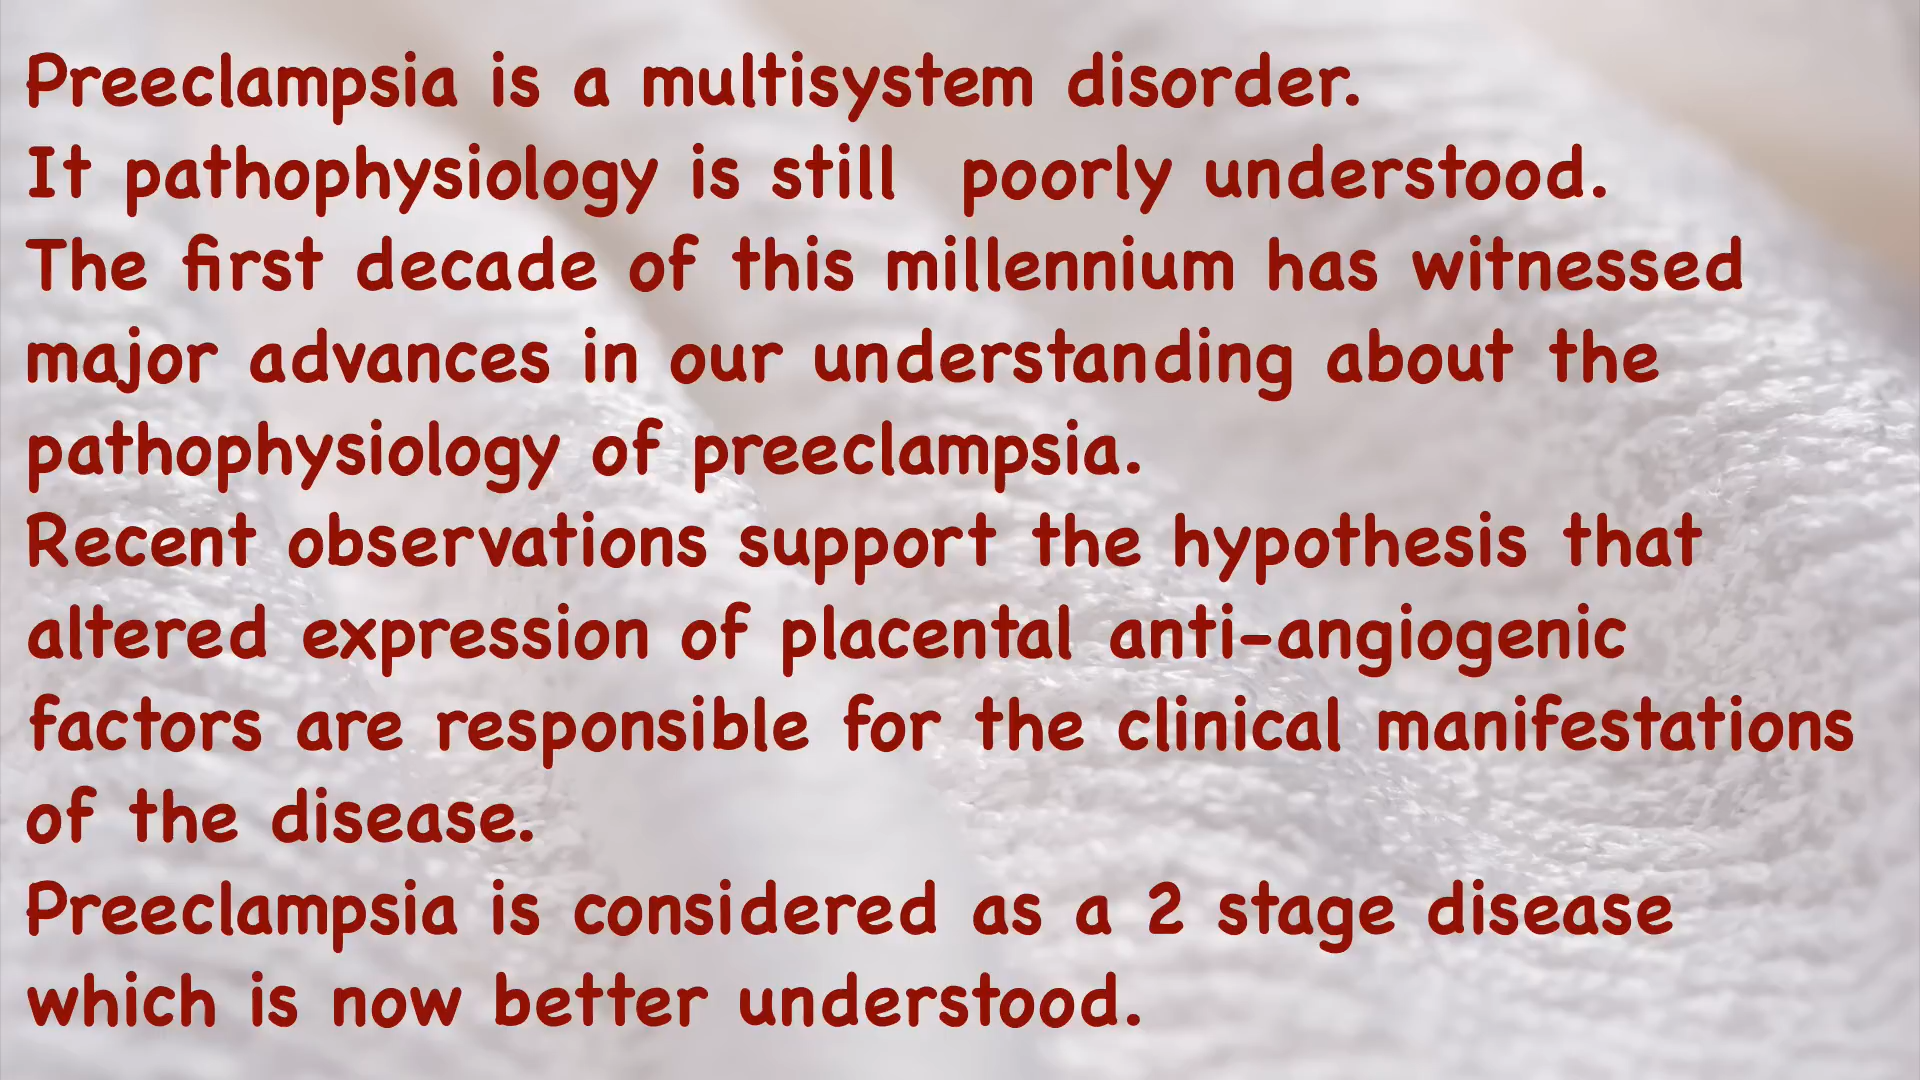 Preeclampsia is a multisystem disorder.
It pathophysiology is still  poorly understood.
The first decade of this millennium has witnessed
major advances in our understanding about the
pathophysiology of preeclampsia.
Recent observations support the hypothesis that
altered expression of placental anti-angiogenic
factors are responsible for the clinical manifestations
of the disease.
Preeclampsia is considered as a 2 stage disease
which is now better understood.